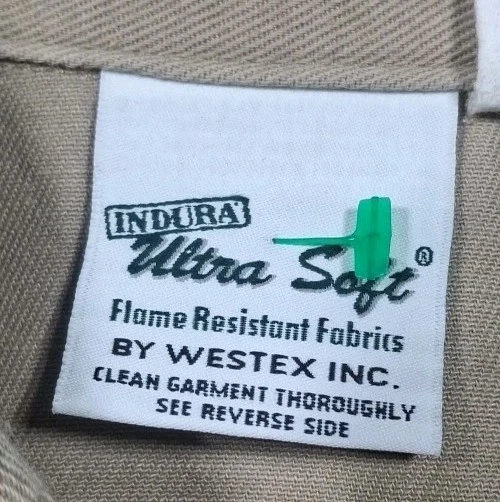 INDURA
Ultra Soft®
Flame Resistant Fabrics
BY WESTEX INC.
CLEAN GARMENT THOROUGHLY
SEE REVERSE SIDE